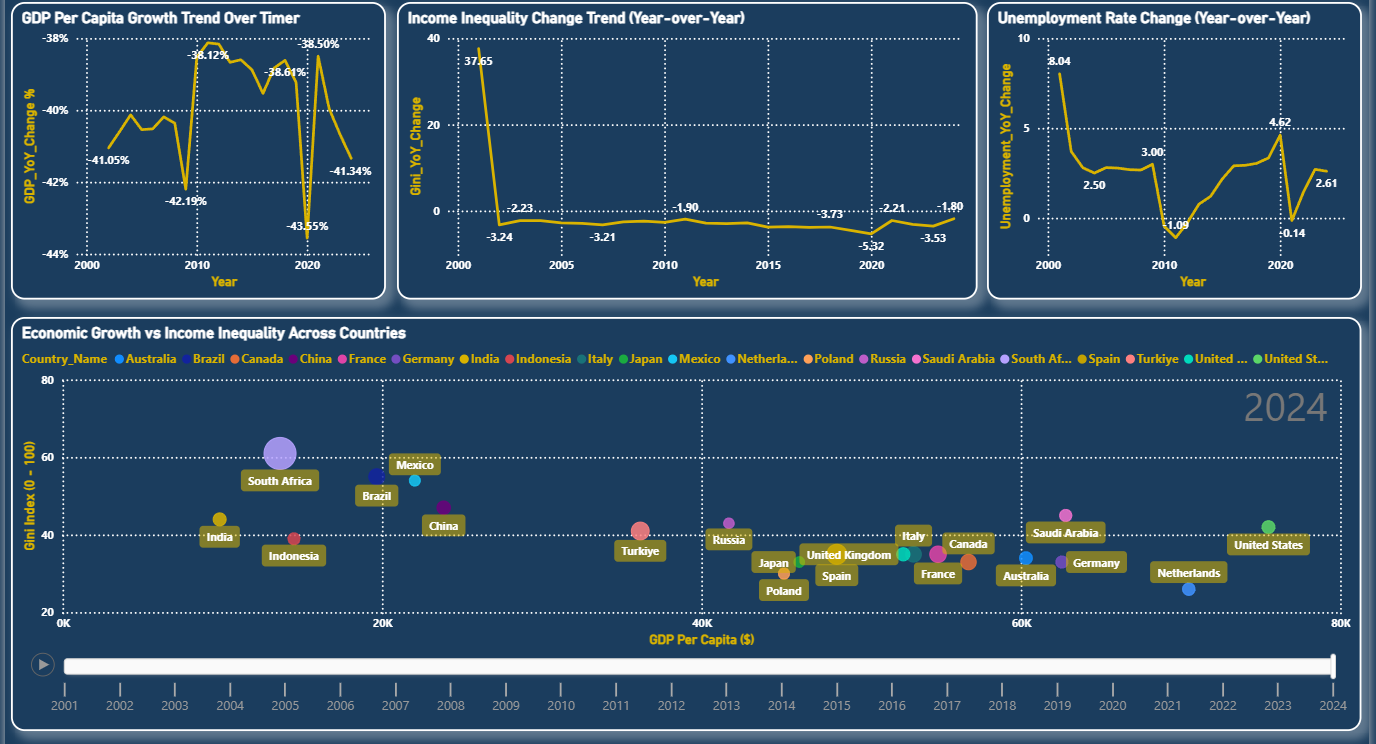 GDP Per Capita Growth Trend Over Timer
-38%
-40%
-42%
-44%
GDP_YoY_Change %
-41.05%
-42.19%
-38.12%
-38.61%
-43.55%
-38.50%
-41.34%
2000 2010 2020
Year
Income Inequality Change Trend (Year-over-Year)
40
20
0
Gini_YoY_Change
37.65
-3.24
-2.23
-3.21
-1.90
-3.73
-5.32
-2.21
-3.53
-1.80
2000 2005 2010 2015 2020
Year
Unemployment Rate Change (Year-over-Year)
10
5
0
Unemployment_YoY_Change
8.04
2.50
3.00
-1.09
4.62
-0.14
2.61
2000 2010 2020
Year
Economic Growth vs Income Inequality Across Countries
Country_Name Australia Brazil Canada China France Germany India Indonesia Italy Japan Mexico Netherla... Poland Russia Saudi Arabia South Af... Spain Turkiye United ... United St...
80
60
40
20
Gini Index (0 - 100)
2024
South Africa
Mexico
Brazil
India
Indonesia
China
Turkiye
Russia
Japan
Poland
United Kingdom
Spain
Italy
France
Canada
Saudi Arabia
Australia
Germany
Netherlands
United States
0K 20K 40K 60K 80K
GDP Per Capita ($)
2001 2002 2003 2004 2005 2006 2007 2008 2009 2010 2011 2012 2013 2014 2015 2016 2017 2018 2019 2020 2021 2022 2023 2024